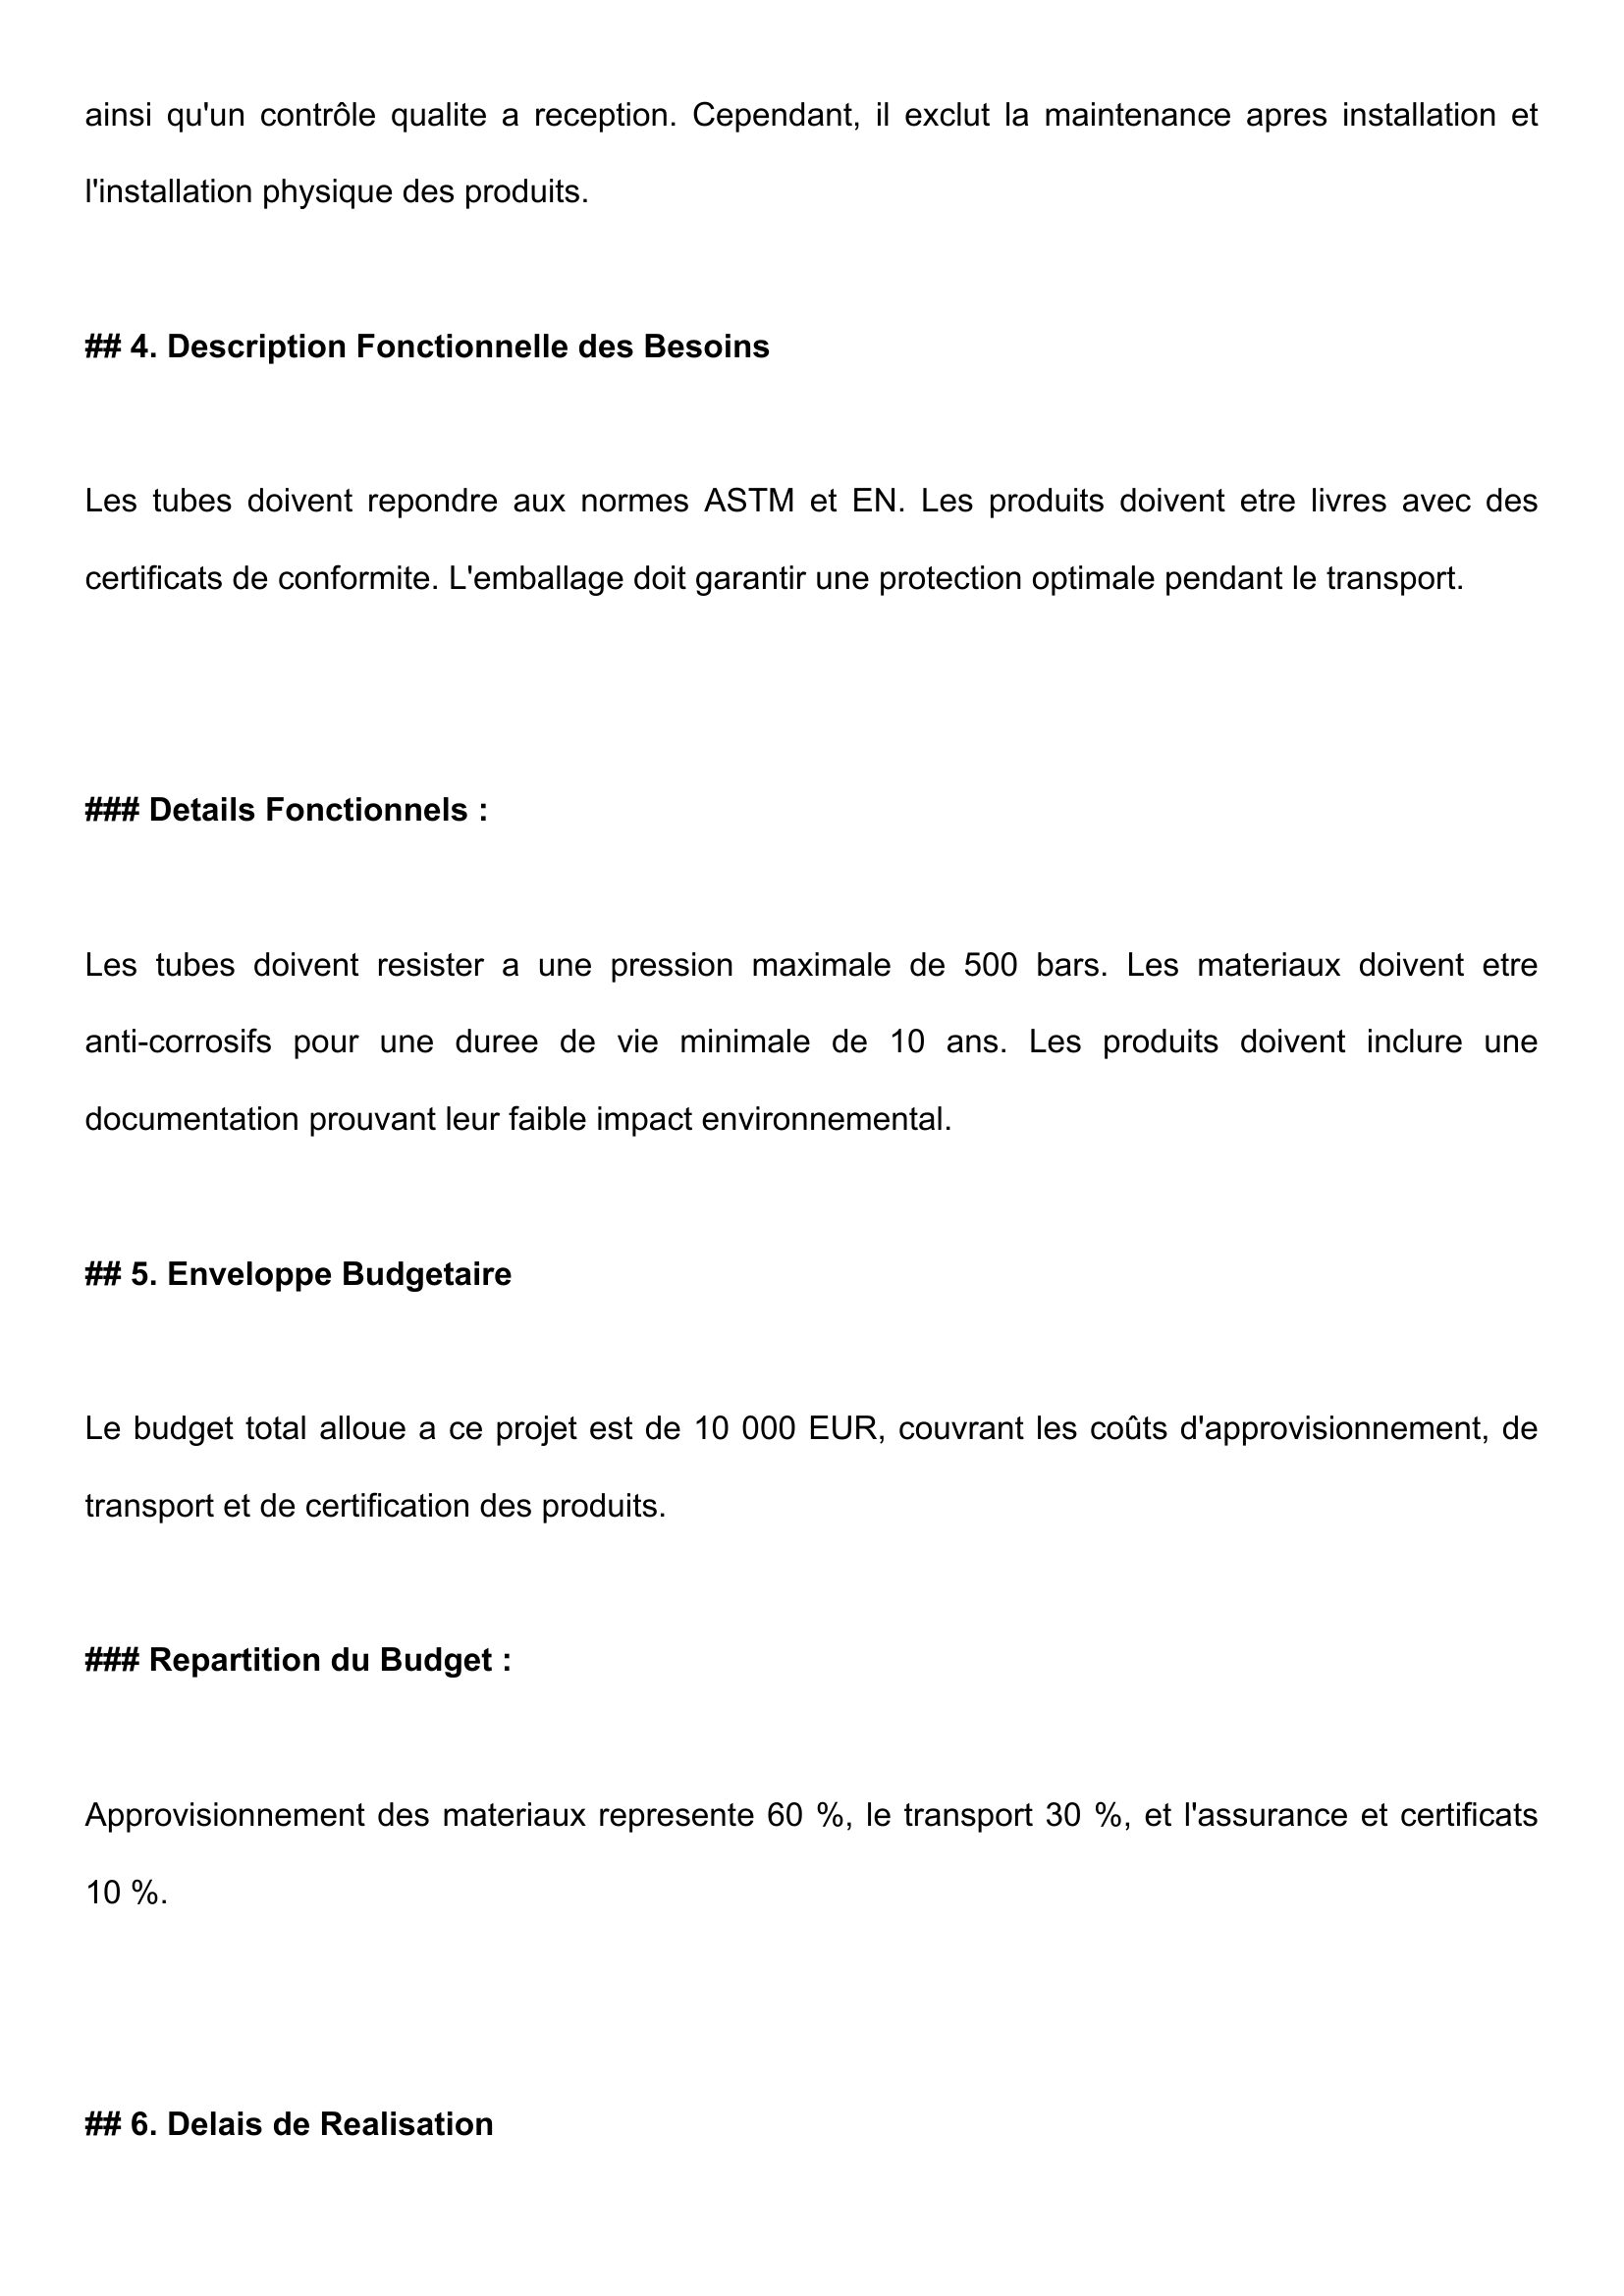 ainsi qu'un contrôle qualite a reception. Cependant, il exclut la maintenance apres installation et
l'installation physique des produits.
## 4. Description Fonctionnelle des Besoins
Les tubes doivent repondre aux normes ASTM et EN. Les produits doivent etre livres avec des
certificats de conformite. L'emballage doit garantir une protection optimale pendant le transport.
### Details Fonctionnels :
Les tubes doivent resister a une pression maximale de 500 bars. Les materiaux doivent etre
anti-corrosifs pour une duree de vie minimale de 10 ans. Les produits doivent inclure une
documentation prouvant leur faible impact environnemental.
## 5. Enveloppe Budgetaire
Le budget total alloue a ce projet est de 10 000 EUR, couvrant les coûts d'approvisionnement, de
transport et de certification des produits.
### Repartition du Budget :
Approvisionnement des materiaux represente 60 %, le transport 30 %, et l'assurance et certificats
10 %.
## 6. Delais de Realisation